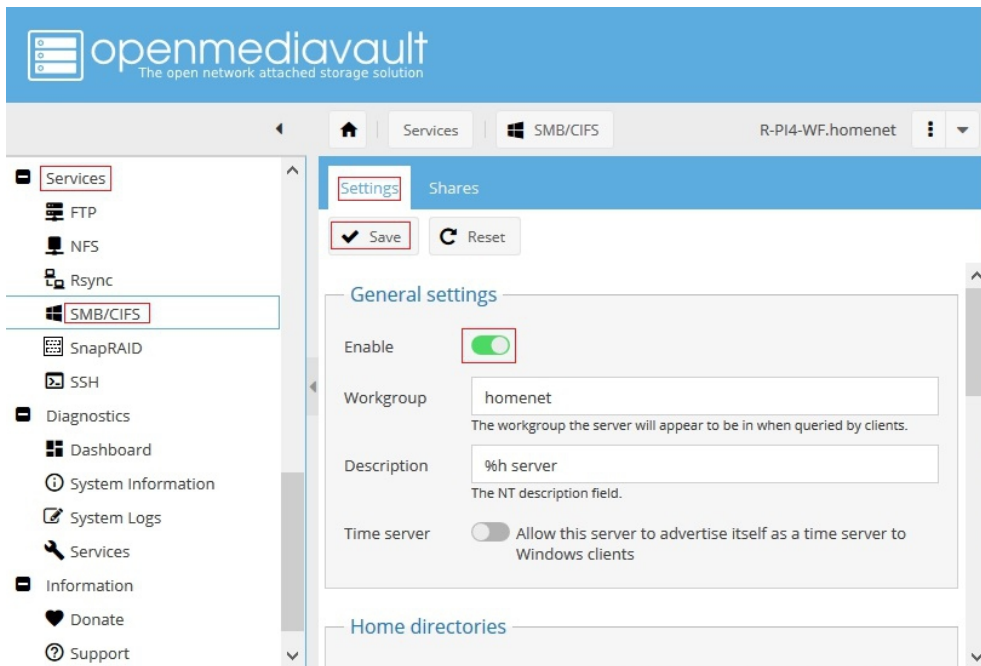 openmediavault
The open network attached storage solution
Services
SMB/CIFS
R-PI4-WF.homenet
Services
FTP
NFS
Rsync
SMB/CIFS
SnapRAID
SSH
Diagnostics
Dashboard
System Information
System Logs
Services
Information
Donate
Support
Settings
Shares
Save
Reset
General settings
Enable
Workgroup
homenet
The workgroup the server will appear to be in when queried by clients.
Description
%h server
The NT description field.
Time server
Allow this server to advertise itself as a time server to
Windows clients
Home directories